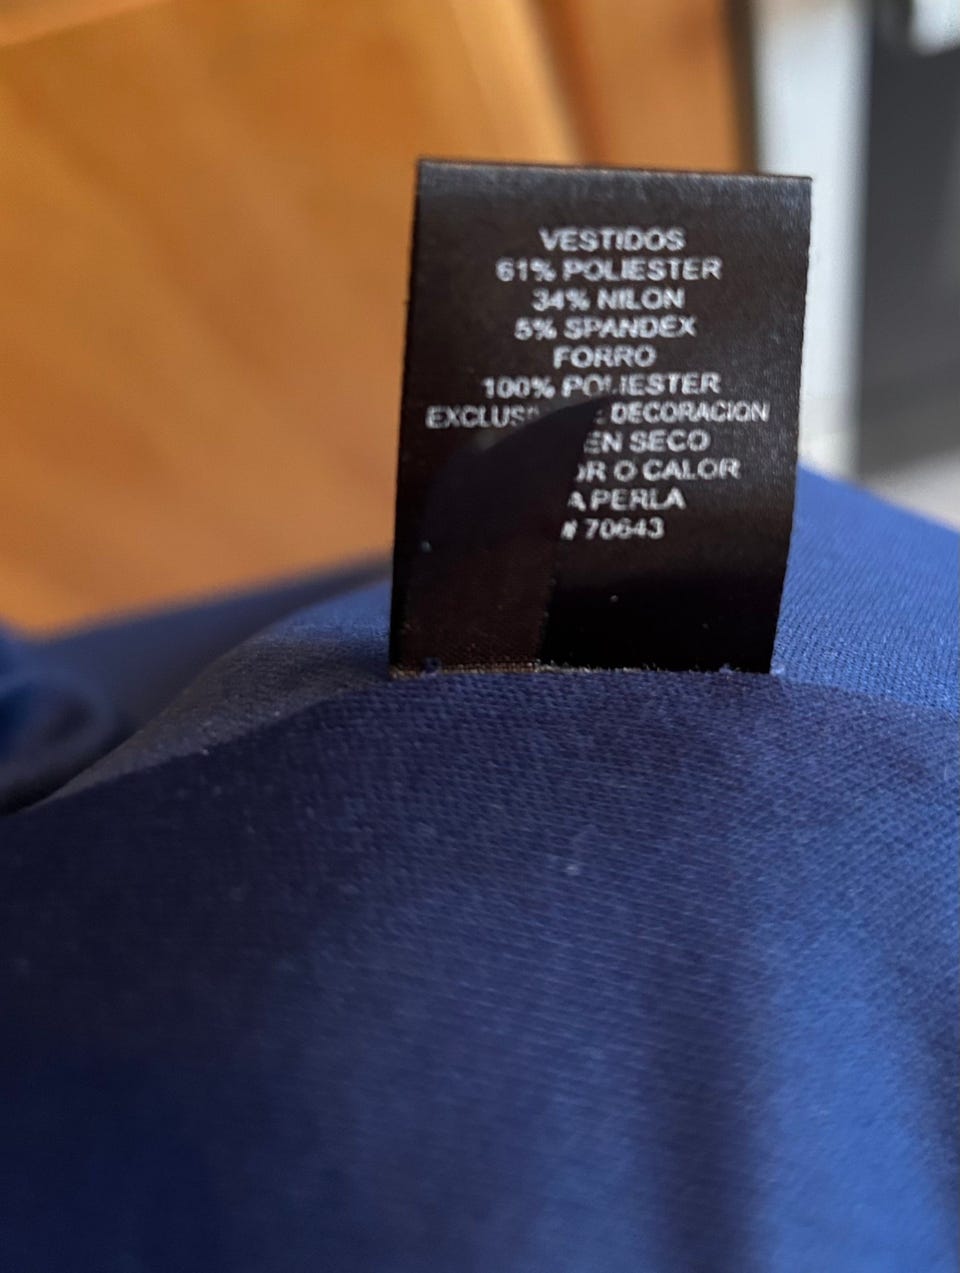 VESTIDOS
61% POLIESTER
34% NILON
5% SPANDEX
FORRO
100% POLIESTER
DECORACION
EN SECO
O CALOR
PERLA
# 70643